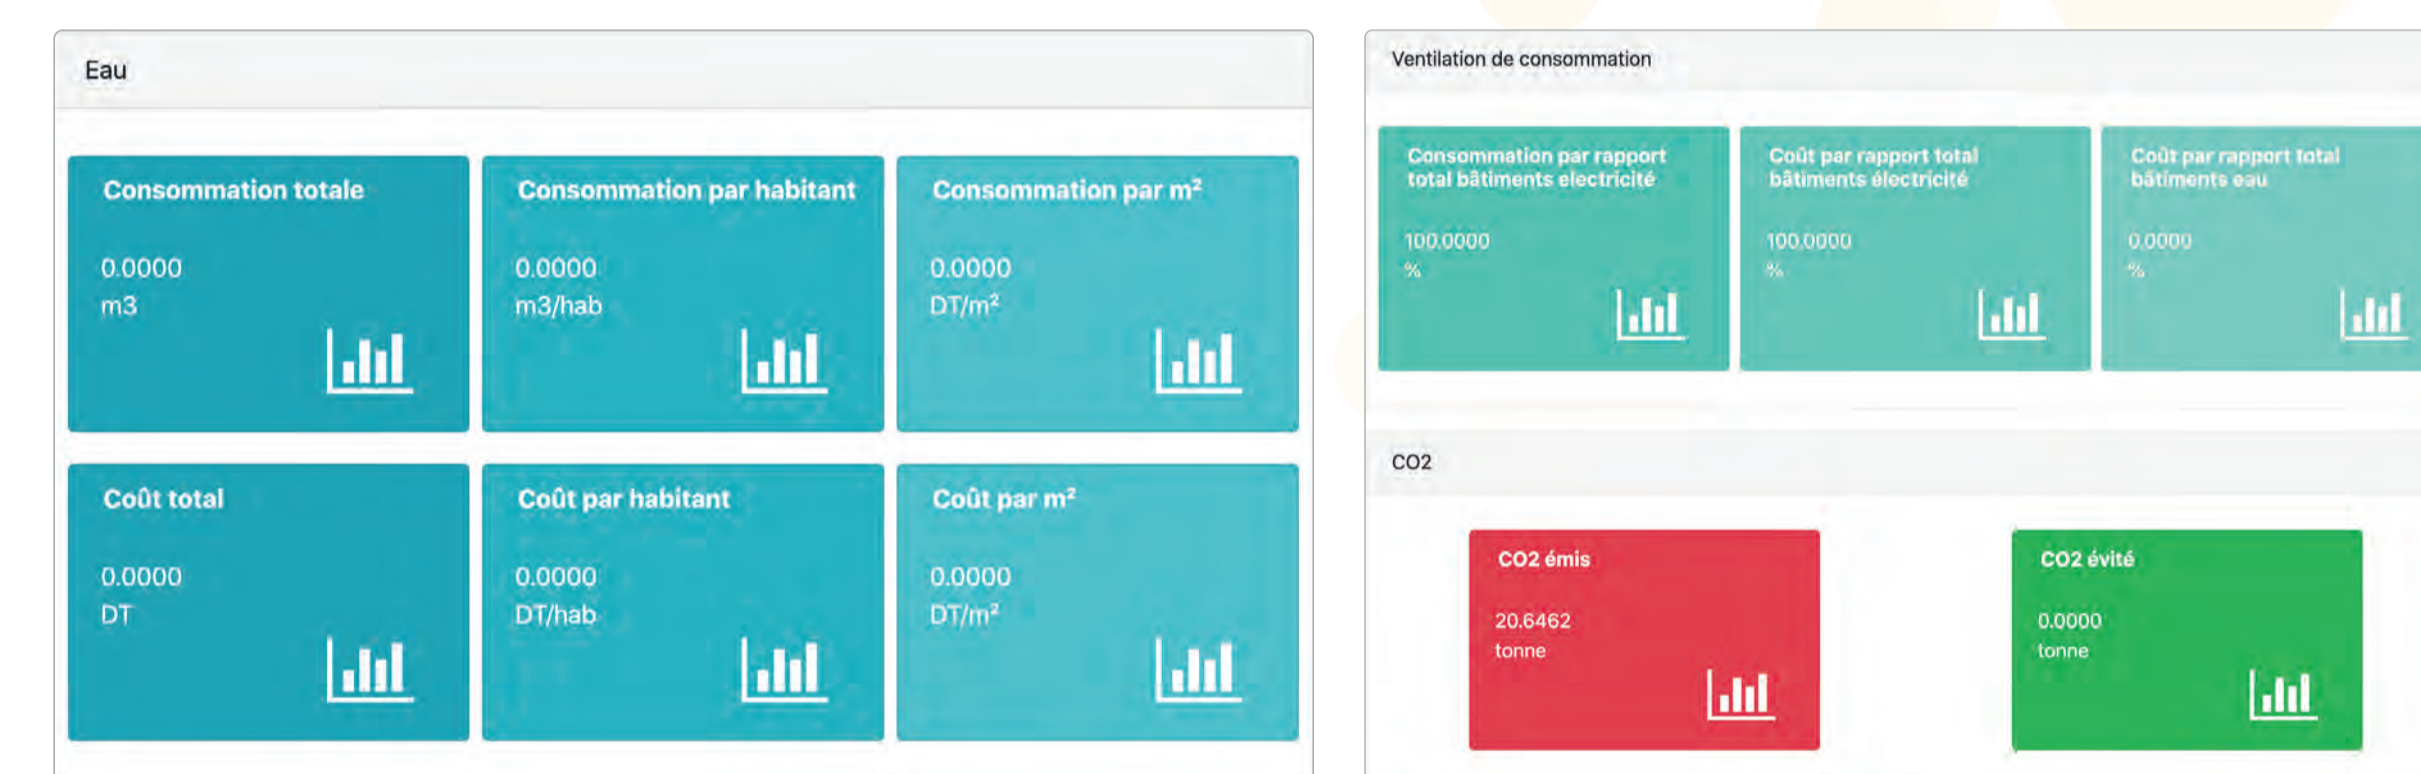 Eau
Consommation totale
0.0000
m3
Consommation par habitant
0.0000
m3/hab
Consommation par m²
0.0000
DT/m²
Coût total
0.0000
DT
Coût par habitant
0.0000
DT/hab
Coût par m²
0.0000
DT/m²
Ventilation de consommation
Consommation par rapport
total bâtiments electricité
100.0000
%
Coût par rapport total
bâtiments électricité
100.0000
%
Coût par rapport total
bâtiments eau
0.0000
%
CO2
CO2 émis
20.6462
tonne
CO2 évité
0.0000
tonne